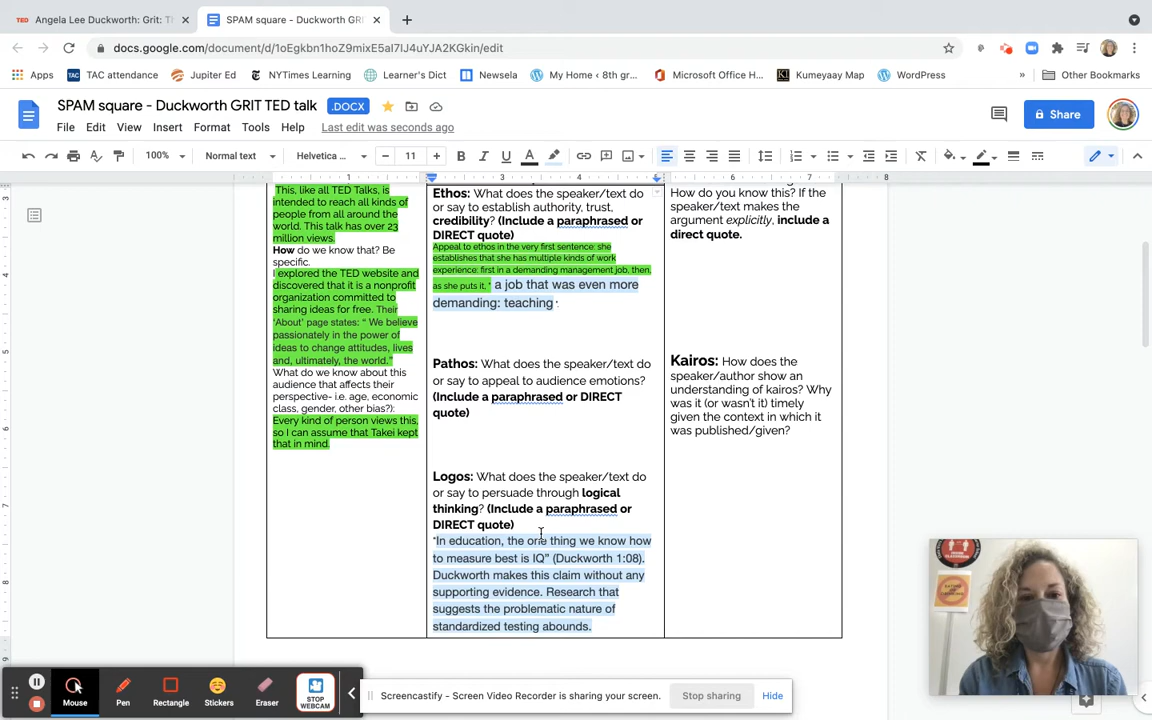 TED Angela Lee Duckworth: Grit: T
SPAM square - Duckworth GRI
docs.google.com/document/d/1oEgkbn1hoZ9mixE5aI7IJ4uYJA2KGkin/edit
Apps
TAC TAC attendance
Jupiter Ed
NYTimes Learning
Learner's Dict
Newsela
My Home ‹ 8th gr...
Microsoft Office H...
Kumeyaay Map
WordPress
»
Other Bookmarks
SPAM square - Duckworth GRIT TED talk
.DOCX
File Edit View Insert Format Tools Help
Last edit was seconds ago
Share
100%
Normal text
Helvetica ...
11
1 3 4 5 6 7 8
This, like all TED Talks, is
intended to reach all kinds of
people from all around the
world. This talk has over 23
million views.
How do we know that? Be
specific.
I explored the TED website and
discovered that it is a nonprofit
organization committed to
sharing ideas for free. Their
'About' page states: " We believe
passionately in the power of
ideas to change attitudes, lives
and, ultimately, the world."
What do we know about this
audience that affects their
perspective- i.e. age, economic
class, gender, other bias?):
Every kind of person views this,
so I can assume that Takei kept
that in mind.
Ethos: What does the speaker/text do
or say to establish authority, trust,
credibility? (Include a paraphrased or
DIRECT quote)
Appeal to ethos in the very first sentence: she
establishes that she has multiple kinds of work
experience: first in a demanding management job, then,
as she puts it, " a job that was even more
demanding: teaching ".
Pathos: What does the speaker/text do
or say to appeal to audience emotions?
(Include a paraphrased or DIRECT
quote)
Logos: What does the speaker/text do
or say to persuade through logical
thinking? (Include a paraphrased or
DIRECT quote)
"In education, the one thing we know how
to measure best is IQ" (Duckworth 1:08).
Duckworth makes this claim without any
supporting evidence. Research that
suggests the problematic nature of
standardized testing abounds.
How do you know this? If the
speaker/text makes the
argument explicitly, include a
direct quote.
Kairos: How does the
speaker/author show an
understanding of kairos? Why
was it (or wasn't it) timely
given the context in which it
was published/given?
Mouse
Pen
Rectangle
Stickers
Eraser
STOP
WEBCAM
Screencastify - Screen Video Recorder is sharing your screen.
Stop sharing
Hide